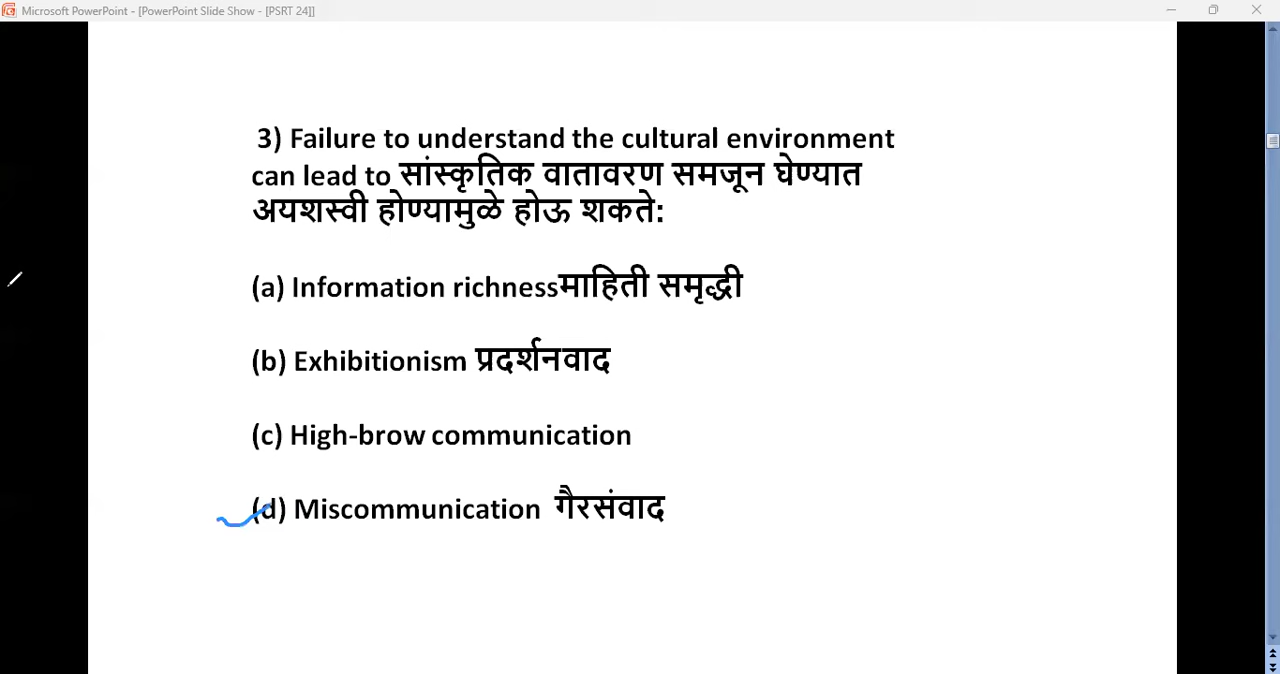 Microsoft PowerPoint - [PowerPoint Slide Show - [PSRT 24]]
3) Failure to understand the cultural environment
can lead to सांस्कृतिक वातावरण समजून घेण्यात
अयशस्वी होण्यामुळे होऊ शकते:
(a) Information richnessमाहिती समृद्धी
(b) Exhibitionism प्रदर्शनवाद
(c) High-brow communication
(d) Miscommunication गैरसंवाद